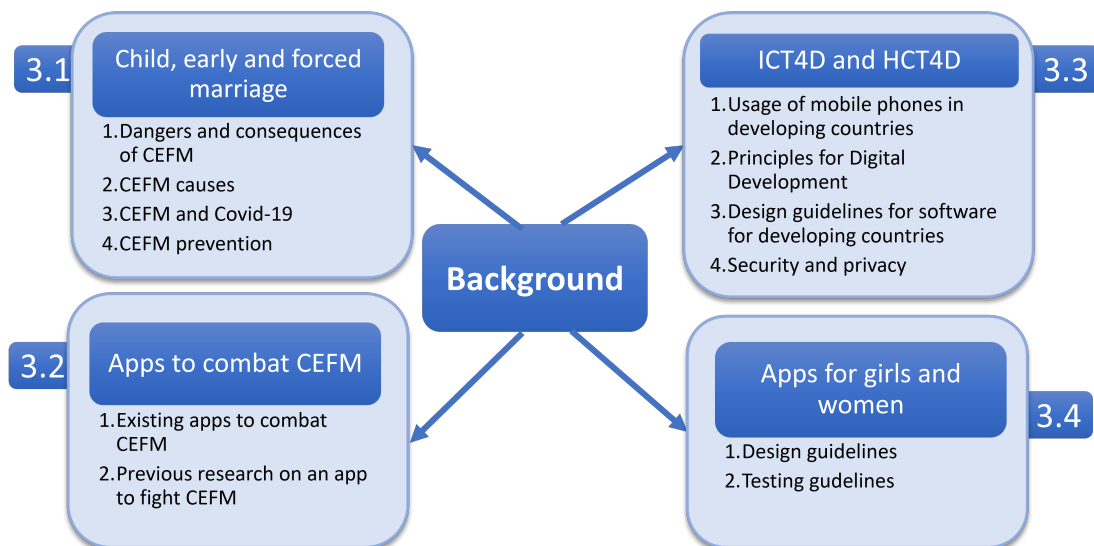 3.1
Child, early and forced
marriage
1.Dangers and consequences
of CEFM
2.CEFM causes
3.CEFM and Covid-19
4.CEFM prevention
ICT4D and HCT4D
3.3
1.Usage of mobile phones in
developing countries
2.Principles for Digital
Development
3.Design guidelines for software
for developing countries
4.Security and privacy
Background
3.2
Apps to combat CEFM
1.Existing apps to combat
CEFM
2.Previous research on an app
to fight CEFM
Apps for girls and
women
3.4
1.Design guidelines
2.Testing gudelines